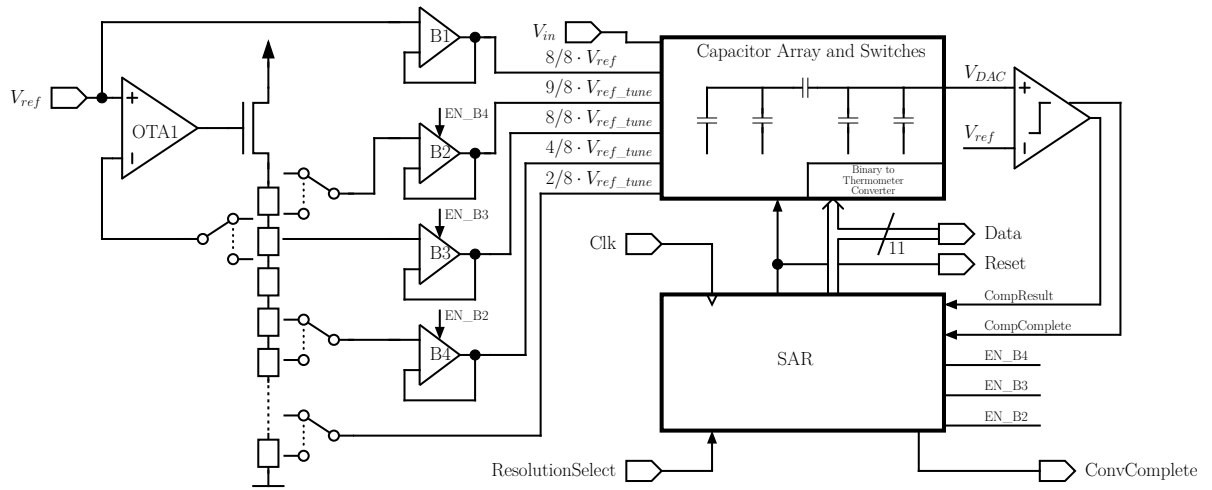 V_in
B1
8/8 · V_ref
Capacitor Array and Switches
V_ref
+
OTA1
EN_B4
B2
9/8 · V_ref_tune
8/8 · V_ref_tune
4/8 · V_ref_tune
2/8 · V_ref_tune
Binary to
Thermometer
Converter
V_DAC
+
V_ref
EN_B3
B3
Clk
11
Data
Reset
EN_B2
B4
SAR
CompResult
CompComplete
EN_B4
EN_B3
EN_B2
ResolutionSelect
ConvComplete